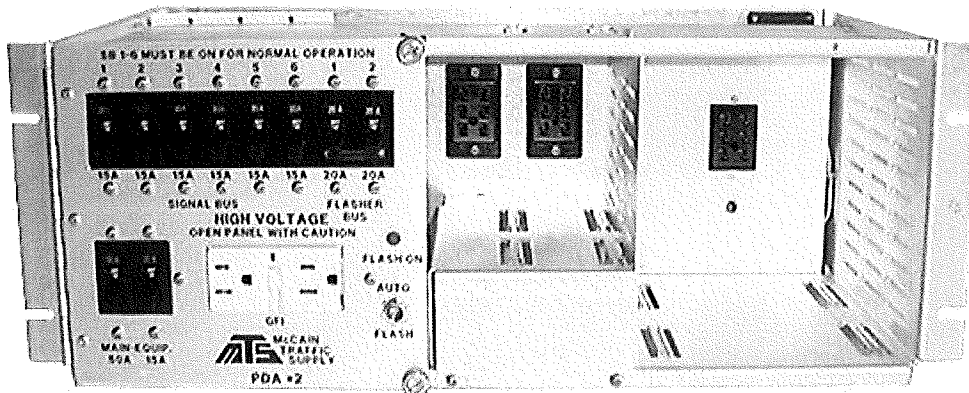 SB 1-6 MUST BE ON FOR NORMAL OPERATION
1 2 3 4 5 6 1 2
15A 15A 15A 15A 15A 15A 20A 20A
SIGNAL BUS
FLASHER BUS
HIGH VOLTAGE
OPEN PANEL WITH CAUTION
FLASH ON
AUTO
FLASH
GFI
MAIN-EQUIP.
50A 15A
MTS
McCAIN
TRAFFIC
SUPPLY
PDA #2